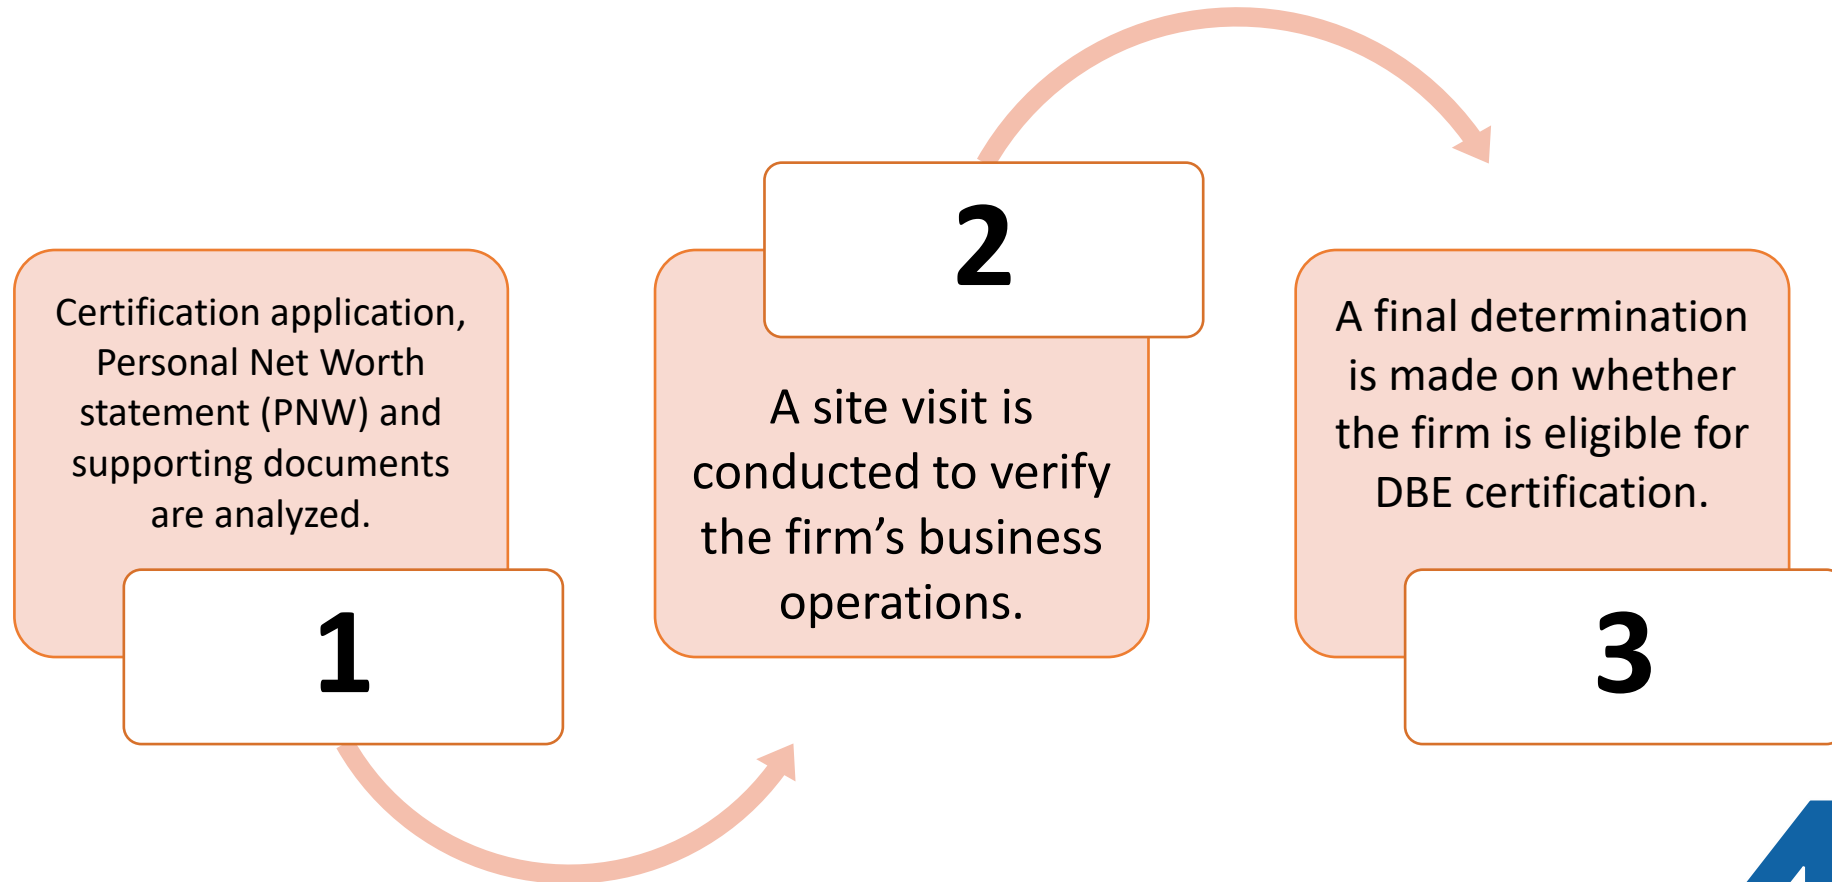 Certification application,
Personal Net Worth
statement (PNW) and
supporting documents
are analyzed.
1
2
A site visit is
conducted to verify
the firm’s business
operations.
A final determination
is made on whether
the firm is eligible for
DBE certification.
3